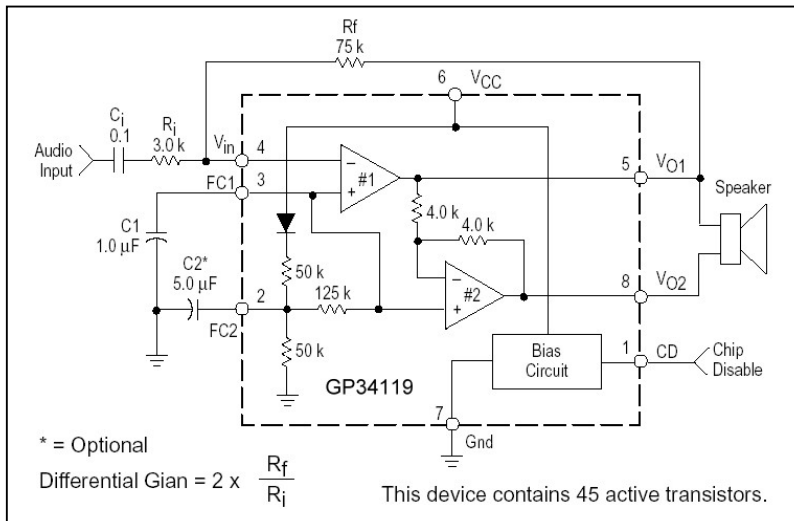 Rf
75 k
6
VCC
Ci
0.1
Ri
3.0 k
Audio
Input
Vin
4
−
#1
+
5
VO1
Speaker
FC1
3
4.0 k
4.0 k
C1
1.0 µF
C2*
5.0 µF
50 k
125 k
−
#2
+
8
VO2
2
FC2
50 k
Bias
Circuit
1
CD
Chip
Disable
GP34119
7
Gnd
* = Optional
Differential Gian = 2 x Rf
Ri
This device contains 45 active transistors.